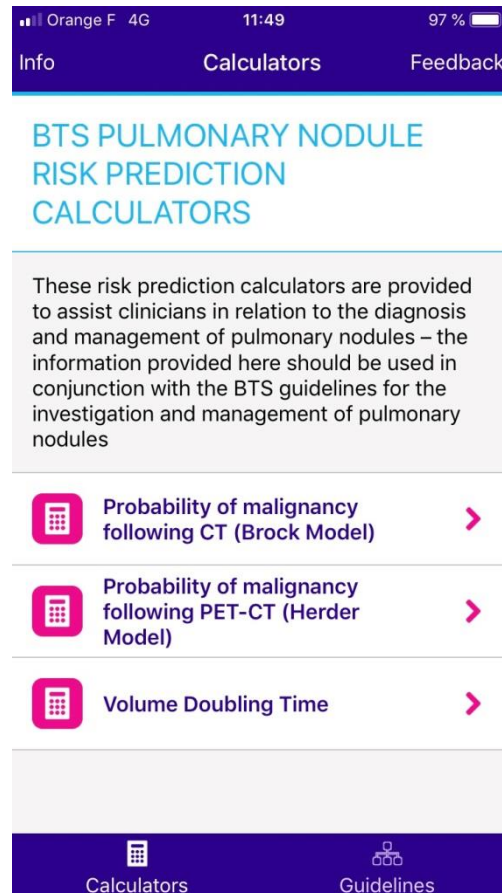 Orange F 4G 11:49 97 %
Info Calculators Feedback
BTS PULMONARY NODULE
RISK PREDICTION
CALCULATORS
These risk prediction calculators are provided
to assist clinicians in relation to the diagnosis
and management of pulmonary nodules – the
information provided here should be used in
conjunction with the BTS guidelines for the
investigation and management of pulmonary
nodules
Probability of malignancy
following CT (Brock Model)
Probability of malignancy
following PET-CT (Herder
Model)
Volume Doubling Time
Calculators Guidelines